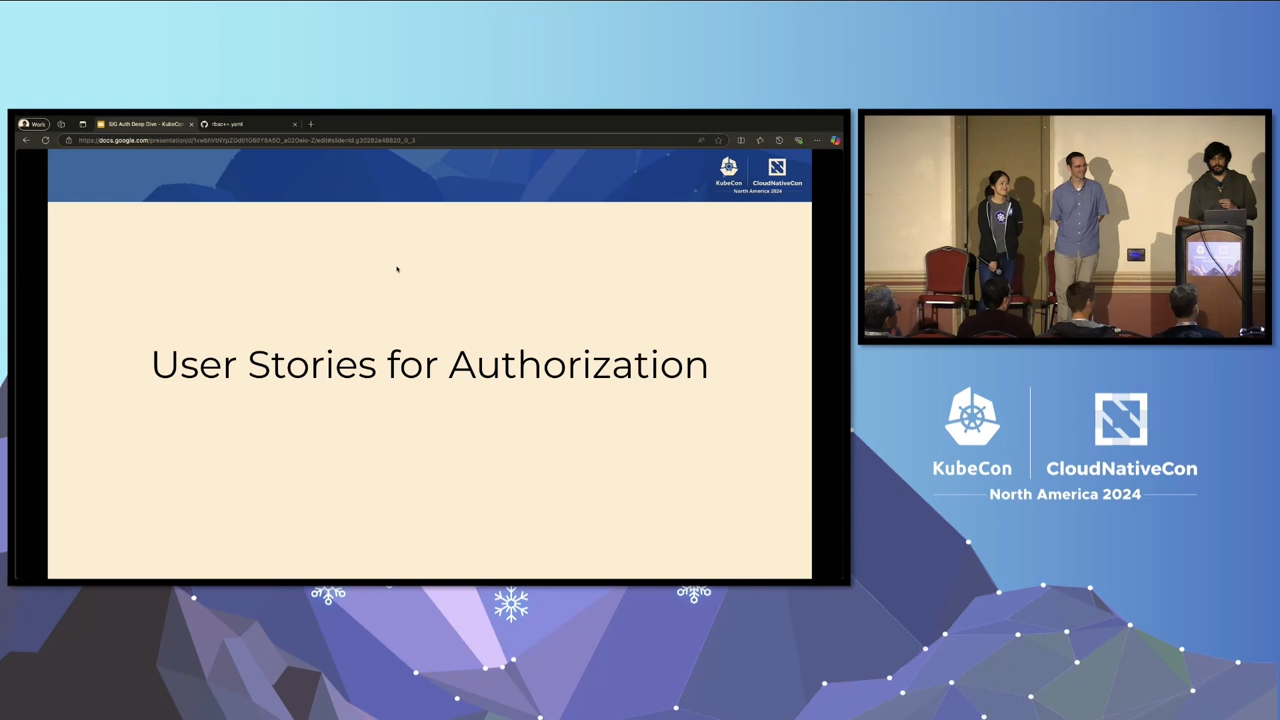 Work
SIG Auth Deep Dive - KubeCo
rbac++ yaml
KubeCon
CloudNativeCon
North America 2024
User Stories for Authorization
KubeCon
CloudNativeCon
North America 2024